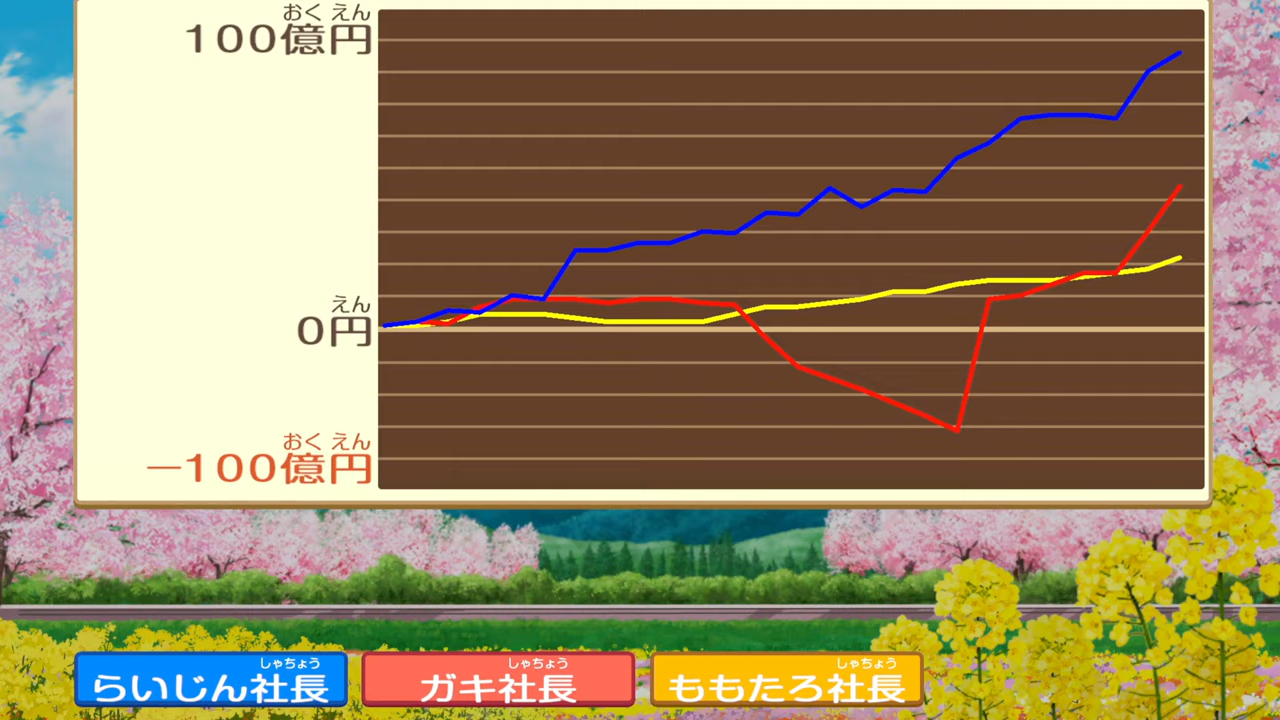 おくえん
100億円
えん
0円
おくえん
－100億円
しゃちょう
らいじん社長
しゃちょう
ガキ社長
しゃちょう
ももたろ社長